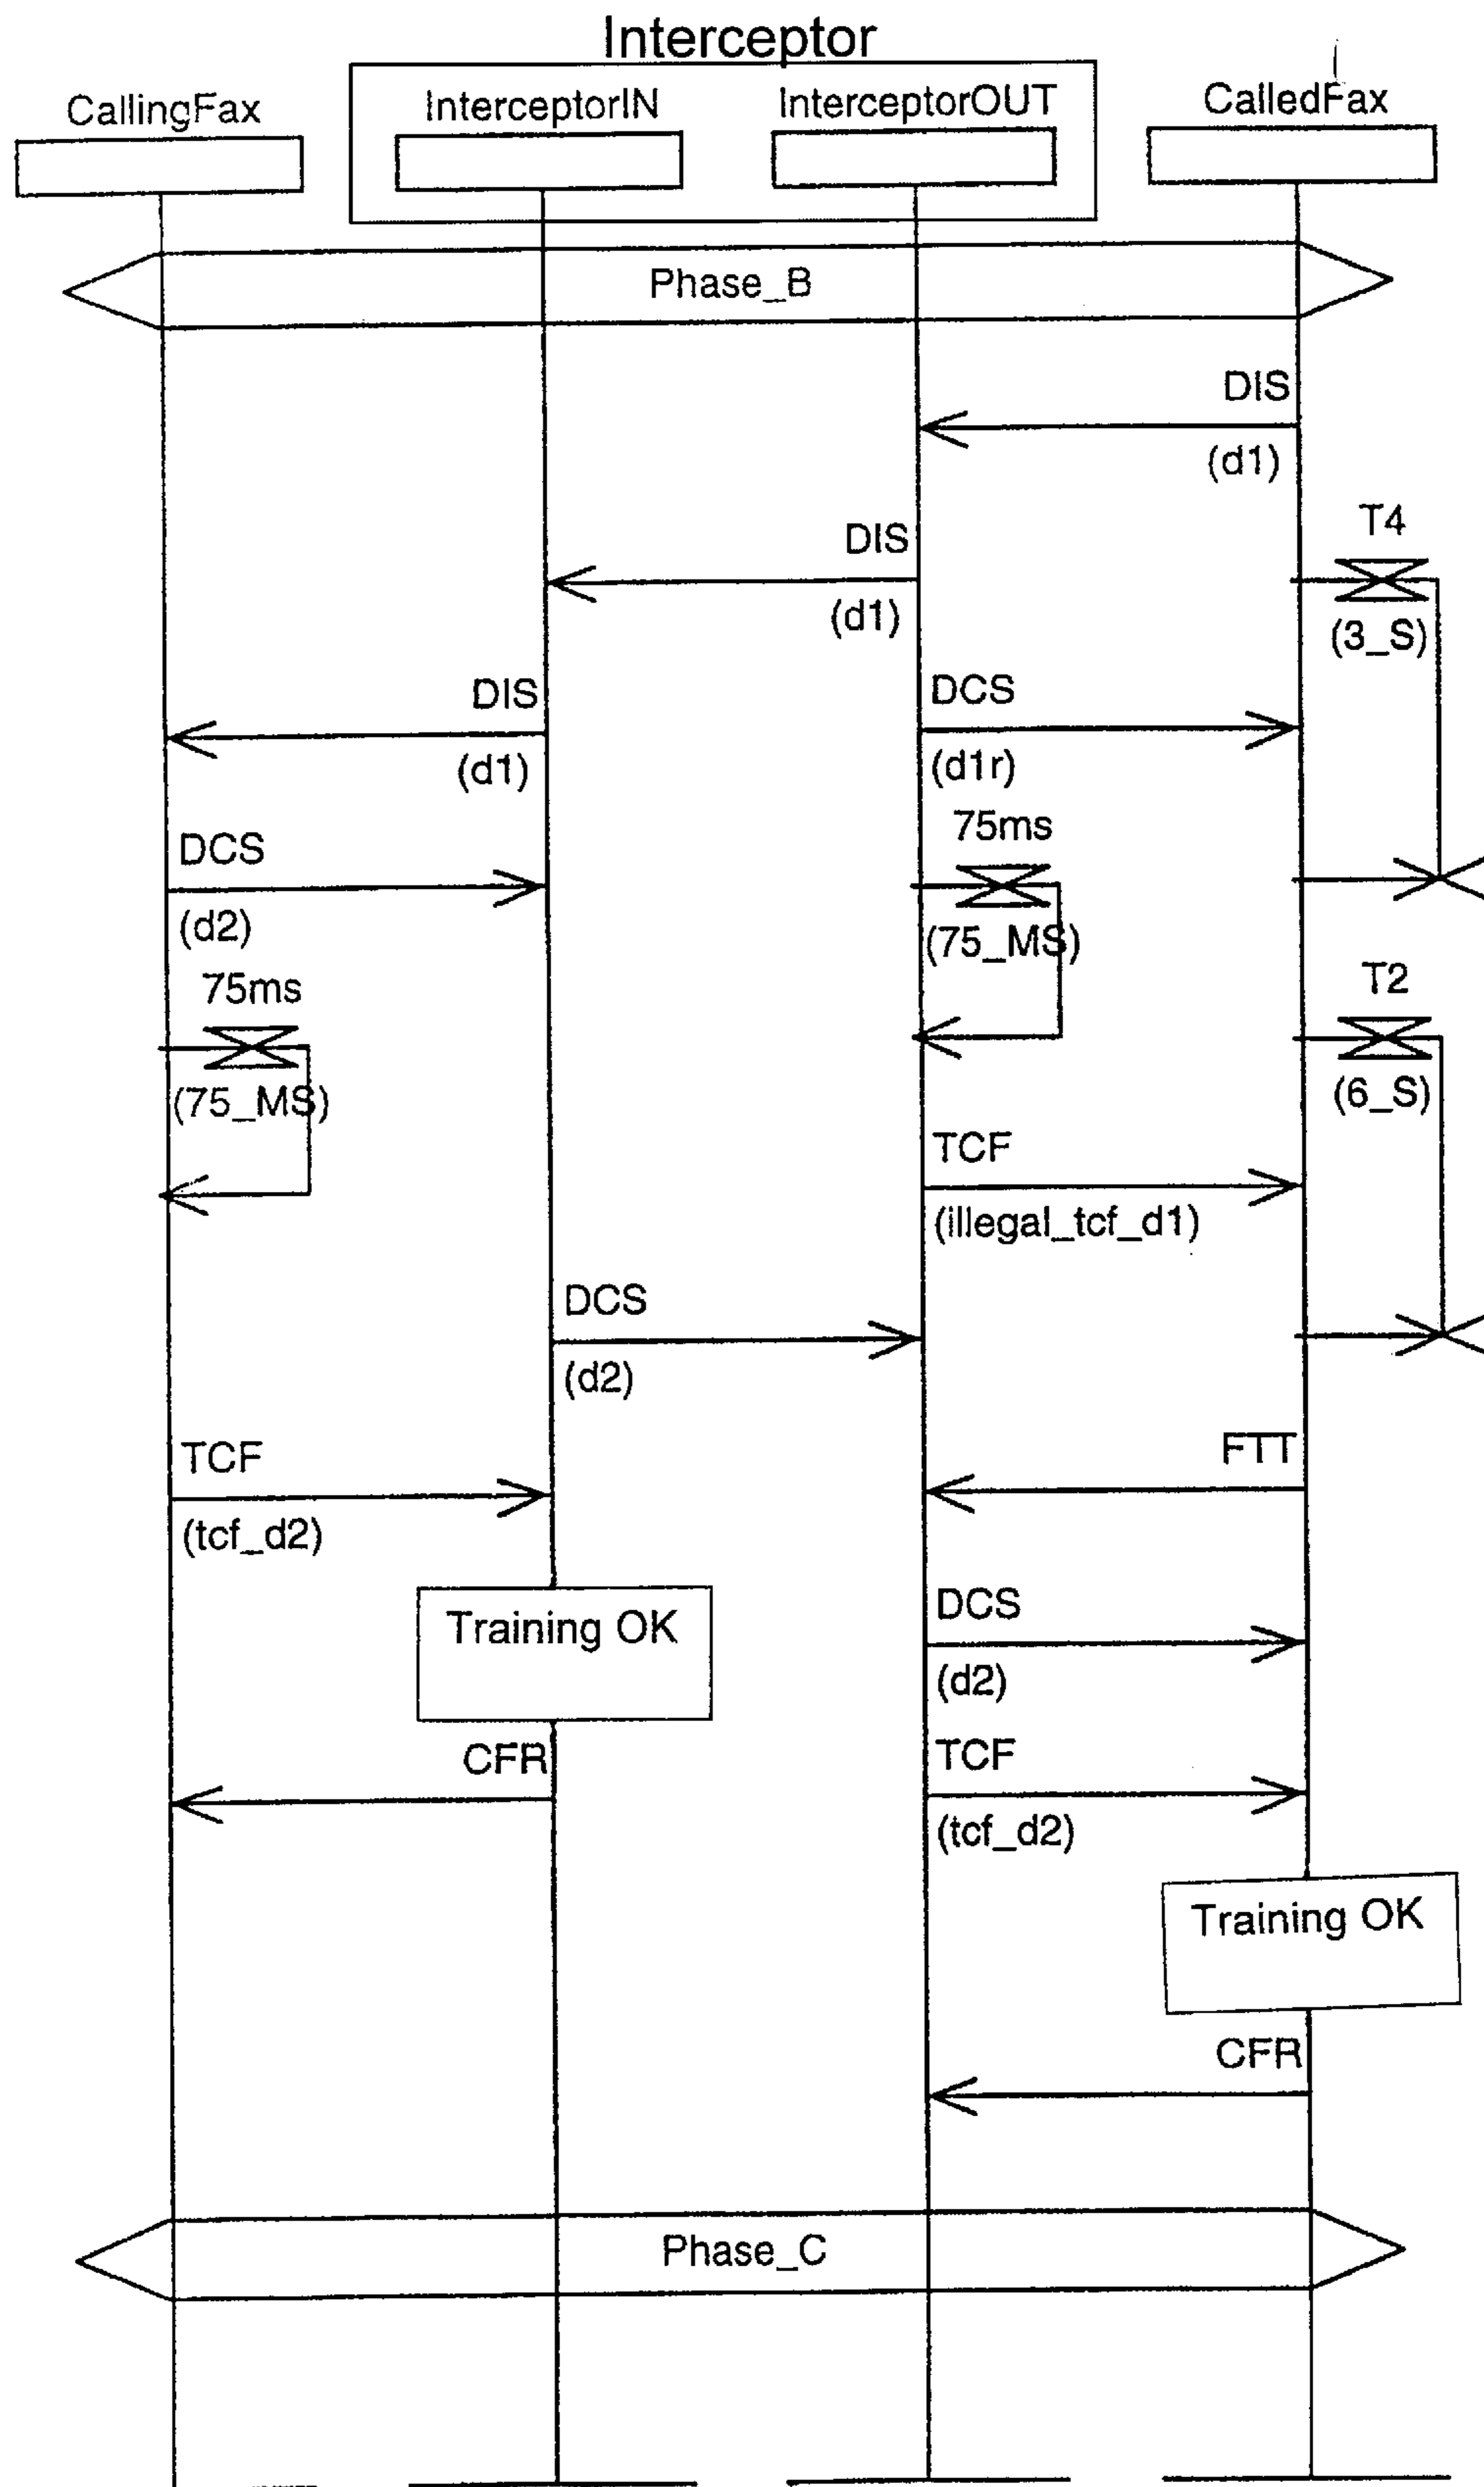 Interceptor
CallingFax
InterceptorIN
InterceptorOUT
CalledFax
Phase_B
DIS
(d1)
T4
DIS
(d1)
(3_S)
DIS
DCS
(d1)
(d1r)
75ms
DCS
(d2)
(75_MS)
75ms
T2
(75_MS)
(6_S)
TCF
(illegal_tcf_d1)
DCS
(d2)
TCF
FTT
(tcf_d2)
Training OK
DCS
(d2)
CFR
TCF
(tcf_d2)
Training OK
CFR
Phase_C